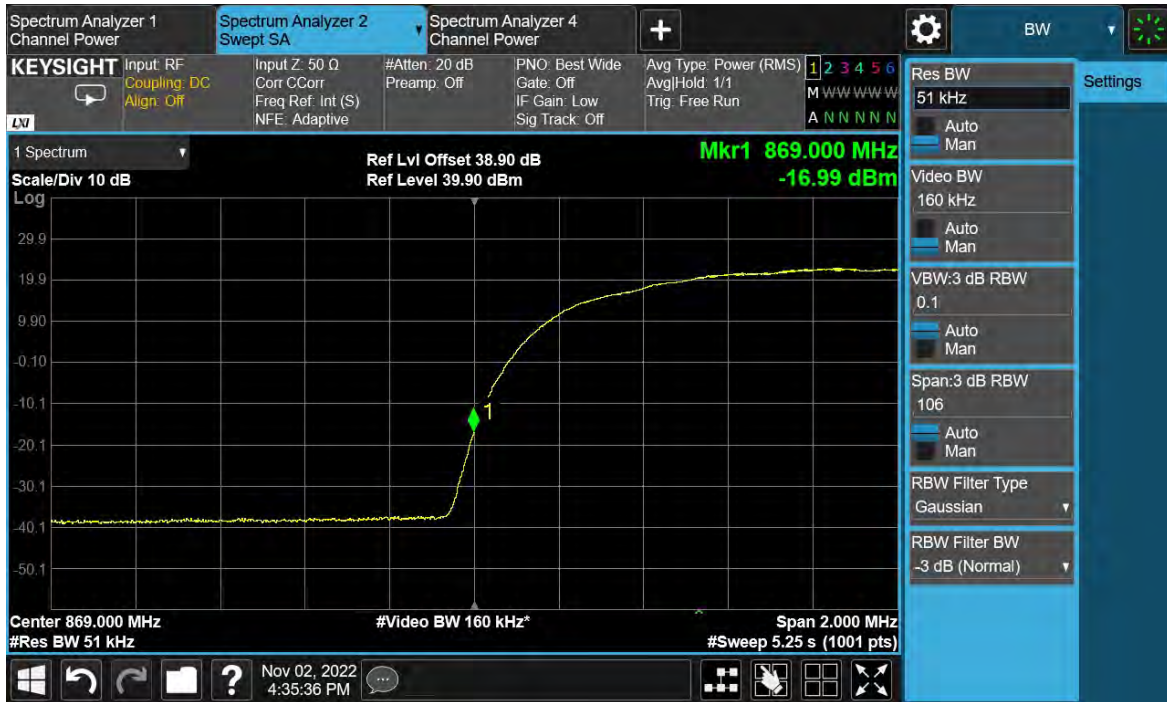 Spectrum Analyzer 1
Channel Power
Spectrum Analyzer 2
Swept SA
Spectrum Analyzer 4
Channel Power
BW
KEYSIGHT
LXI
Input: RF
Coupling: DC
Align: Off
Input Z: 50 Ω
Corr CCorr
Freq Ref: Int (S)
NFE: Adaptive
#Atten: 20 dB
Preamp: Off
PNO: Best Wide
Gate: Off
IF Gain: Low
Sig Track: Off
Avg Type: Power (RMS)
Avg|Hold: 1/1
Trig: Free Run
1 2 3 4 5 6
M W W W W W
A N N N N N
1 Spectrum
Scale/Div 10 dB
Log
Ref Lvl Offset 38.90 dB
Ref Level 39.90 dBm
Mkr1 869.000 MHz
-16.99 dBm
29.9
19.9
9.90
-0.10
-10.1
-20.1
-30.1
-40.1
-50.1
1
Center 869.000 MHz
#Res BW 51 kHz
#Video BW 160 kHz*
Span 2.000 MHz
#Sweep 5.25 s (1001 pts)
Nov 02, 2022
4:35:36 PM
Res BW
51 kHz
Auto
Man
Video BW
160 kHz
Auto
Man
VBW:3 dB RBW
0.1
Auto
Man
Span:3 dB RBW
106
Auto
Man
RBW Filter Type
Gaussian
RBW Filter BW
-3 dB (Normal)
Settings